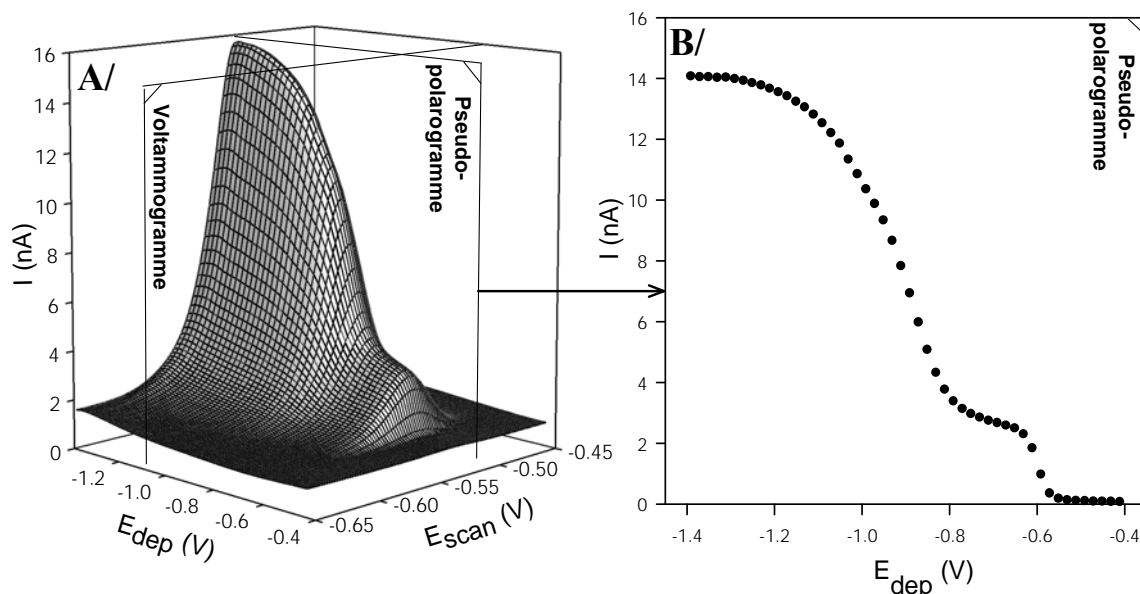 A/
16
14
12
10
8
6
4
2
0
I (nA)
Voltammogramme
Pseudo-
polarogramme
-1.2
-1.0
-0.8
-0.6
-0.4
Edep (V)
-0.65
-0.60
-0.55
-0.50
-0.45
Escan (V)
B/
16
14
12
10
8
6
4
2
0
I (nA)
Pseudo-
polarogramme
-1.4 -1.2 -1.0 -0.8 -0.6 -0.4
Edep (V)